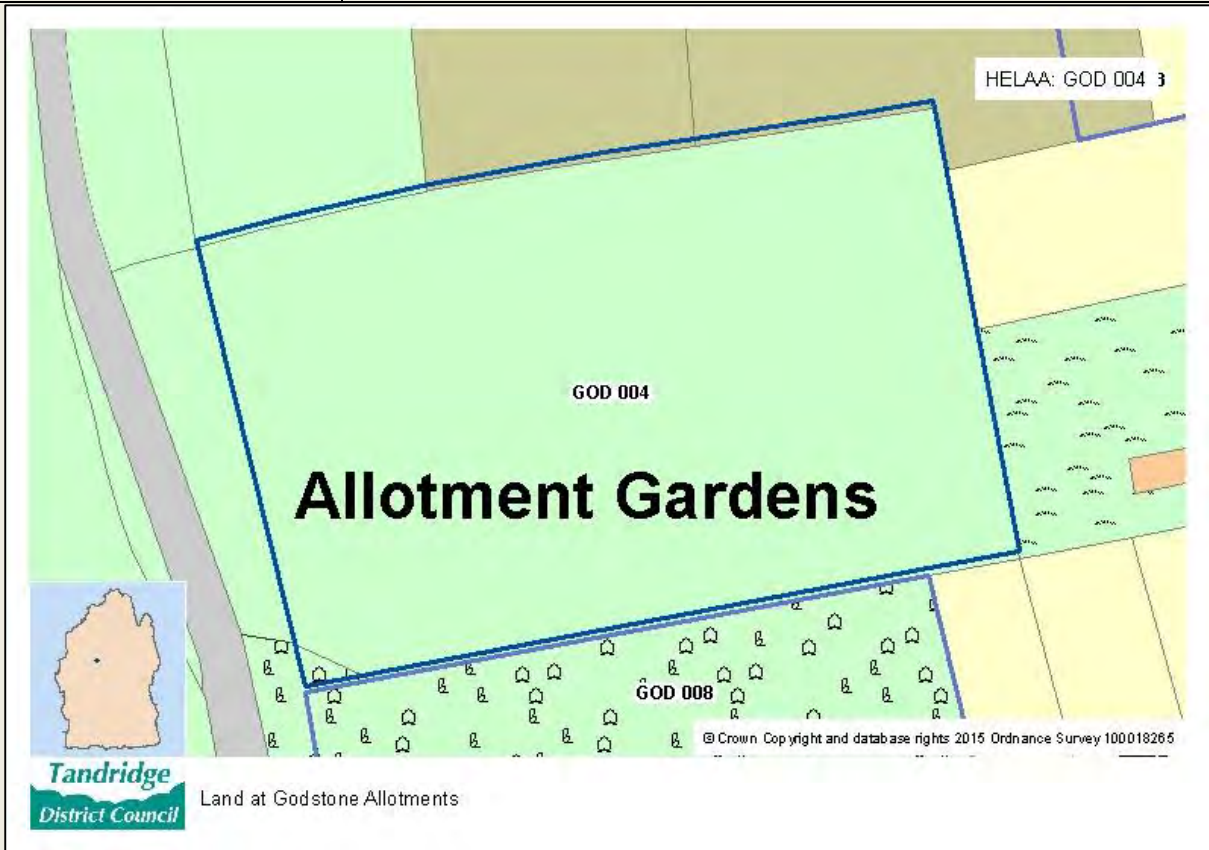 HELAA: GOD 004 3
GOD 004
Allotment Gardens
GOD 008
© Crown Copyright and database rights 2015 Ordnance Survey 100018265
Tandridge
District Council
Land at Godstone Allotments